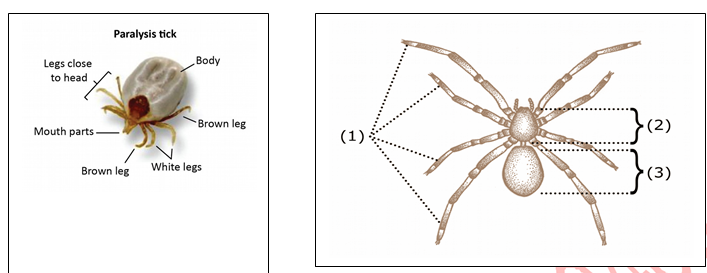 Paralysis tick
Legs close
to head
Body
Brown leg
Mouth parts
White legs
Brown leg
(1)
(2)
(3)